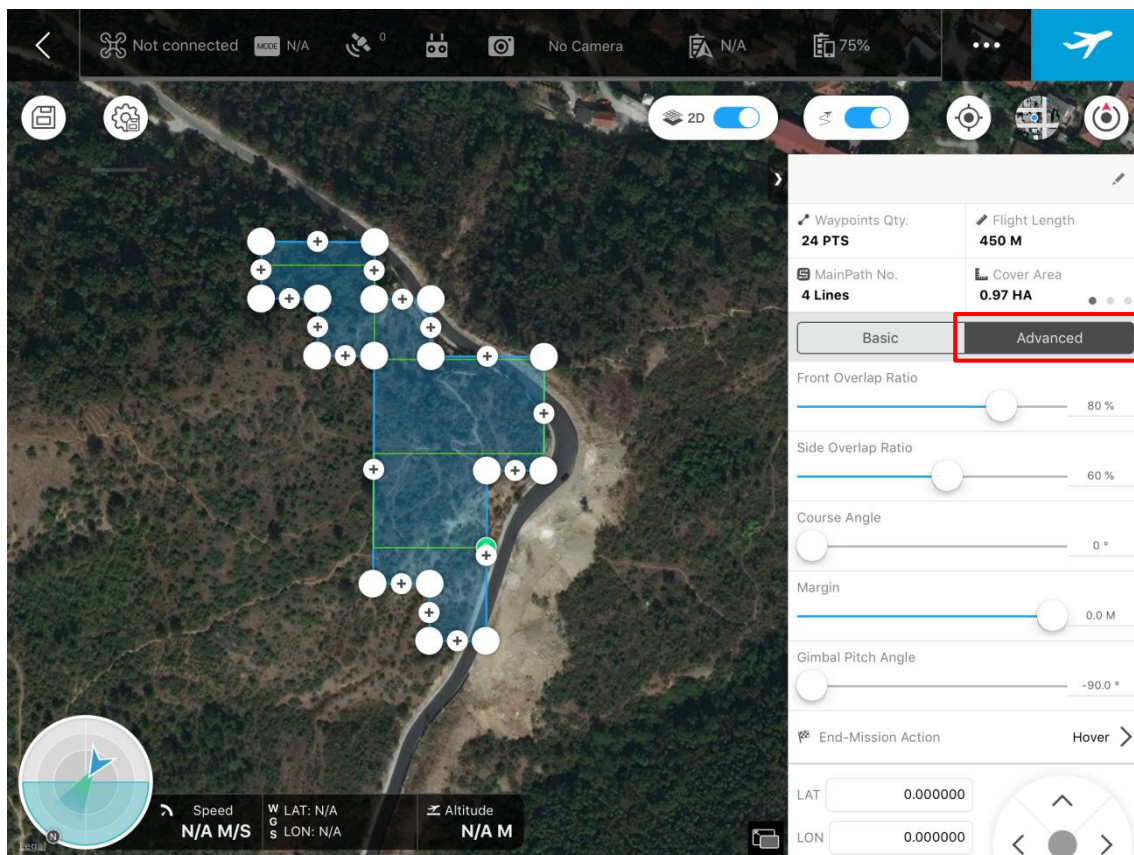 Not connected MODE N/A 0 No Camera N/A 75%
2D
Waypoints Qty. Flight Length
24 PTS 450 M
MainPath No. Cover Area
4 Lines 0.97 HA
Basic Advanced
Front Overlap Ratio
80 %
Side Overlap Ratio
60 %
Course Angle
0 °
Margin
0.0 M
Gimbal Pitch Angle
-90.0 °
End-Mission Action Hover
LAT 0.000000
LON 0.000000
Speed WGS LAT: N/A Altitude
N/A M/S LON: N/A N/A M
N
Legal